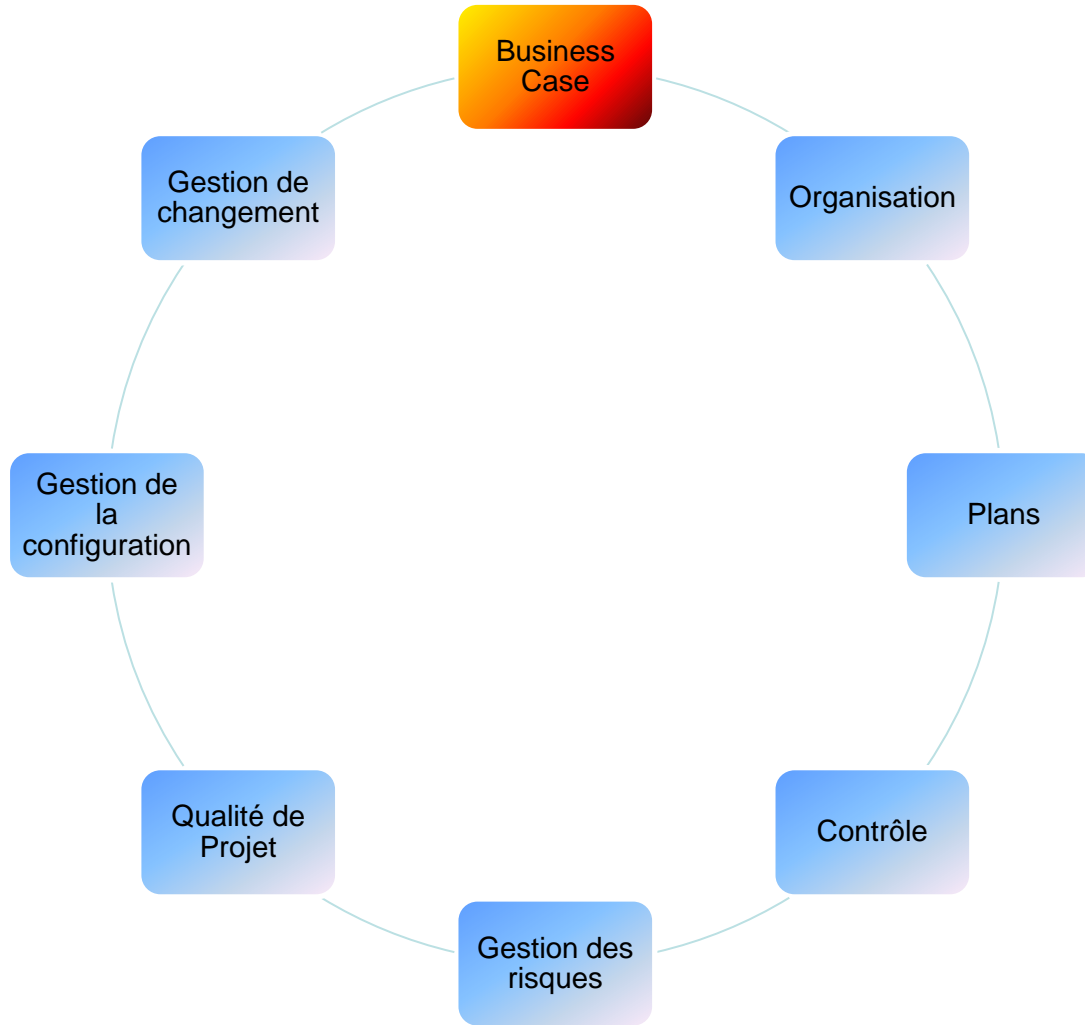 Business
Case
Organisation
Plans
Contrôle
Gestion des
risques
Qualité de
Projet
Gestion de
la
configuration
Gestion de
changement